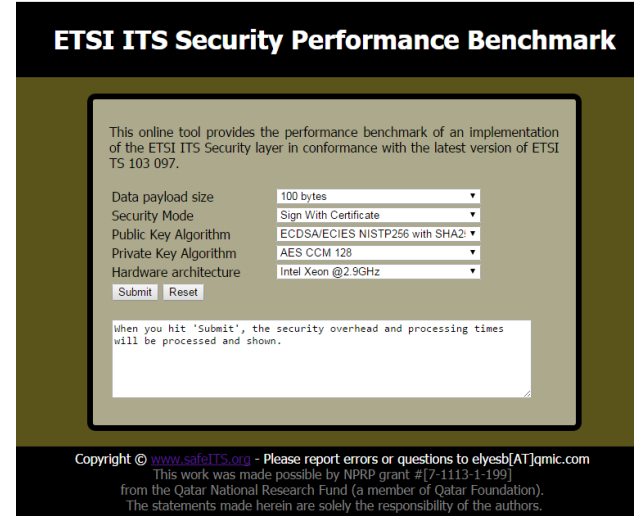 ETSI ITS Security Performance Benchmark
This online tool provides the performance benchmark of an implementation
of the ETSI ITS Security layer in conformance with the latest version of ETSI
TS 103 097.
Data payload size 100 bytes
Security Mode Sign With Certificate
Public Key Algorithm ECDSA/ECIES NISTP256 with SHA2
Private Key Algorithm AES CCM 128
Hardware architecture Intel Xeon @2.9GHz
Submit Reset
When you hit 'Submit', the security overhead and processing times
will be processed and shown.
Copyright © www.safeITS.org - Please report errors or questions to elyesb[AT]qmic.com
This work was made possible by NPRP grant #[7-1113-1-199]
from the Qatar National Research Fund (a member of Qatar Foundation).
The statements made herein are solely the responsibility of the authors.